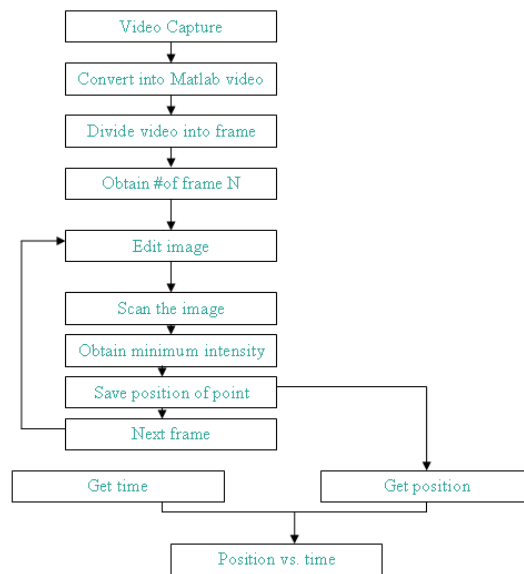 Video Capture
Convert into Matlab video
Divide video into frame
Obtain #of frame N
Edit image
Scan the image
Obtain minimum intensity
Save position of point
Next frame
Get time
Get position
Position vs. time